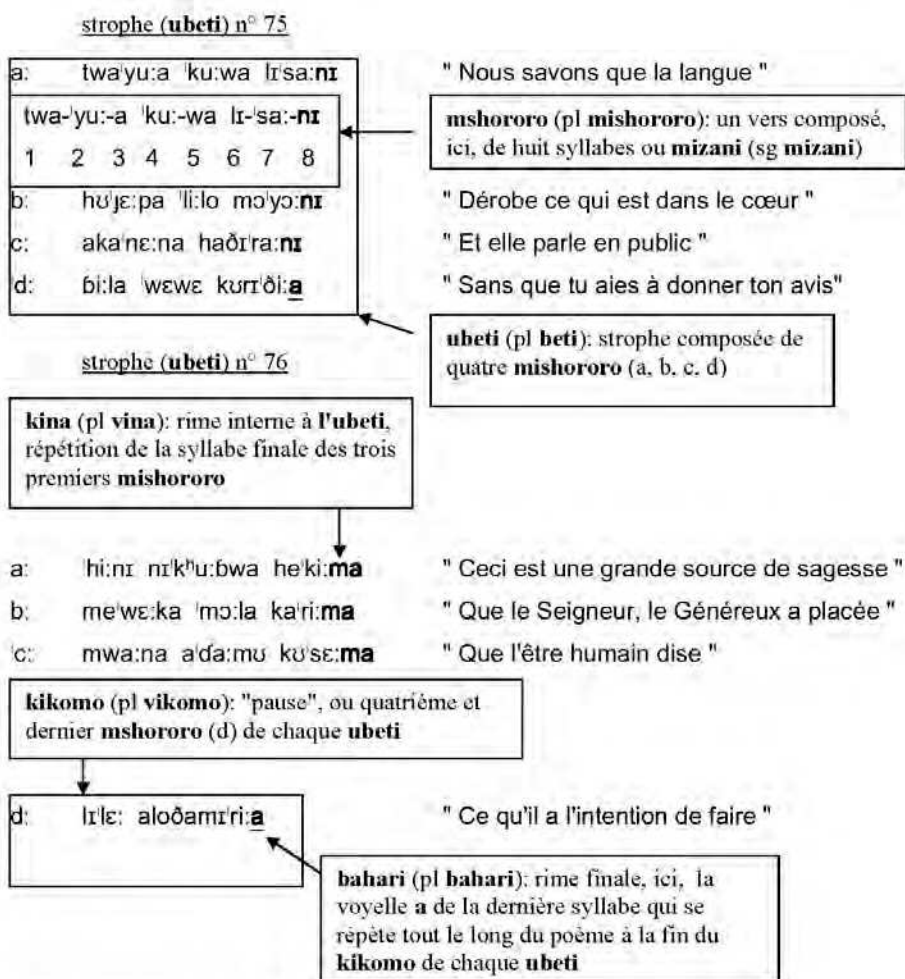 strophe (ubeti) n° 75
a: twa'yu:a 'ku:wa lɪ'sa:nɪ " Nous savons que la langue "
twa-'yu:-a 'ku:-wa lɪ-'sa:-nɪ
1 2 3 4 5 6 7 8
mshororo (pl mishororo): un vers composé,
ici, de huit syllabes ou mizani (sg mizani)
b: hʊ'ɟɛ:pa 'li:lo mɔ'yɔ:nɪ " Dérobe ce qui est dans le cœur "
c: aka'nɛ:na haðɪ'ra:nɪ " Et elle parle en public "
'd: ɓi:la 'wɛwɛ kʊrɪ'ði:a " Sans que tu aies à donner ton avis"
ubeti (pl beti): strophe composée de
quatre mishororo (a, b, c, d)
strophe (ubeti) n° 76
kina (pl vina): rime interne à l'ubeti,
répétition de la syllabe finale des trois
premiers mishororo
a: 'hi:nɪ nɪ'kʰu:ɓwa he'ki:ma " Ceci est une grande source de sagesse "
b: me'wɛ:ka 'mɔ:la ka'ri:ma " Que le Seigneur, le Généreux a placée "
'c: mwa:na a'ɗa:mʊ kʊ'sɛ:ma " Que l'être humain dise "
kikomo (pl vikomo): "pause", ou quatrième et
dernier mshororo (d) de chaque ubeti
d: lɪ'lɛ: aloðamɪ'ri:a " Ce qu'il a l'intention de faire "
bahari (pl bahari): rime finale, ici, la
voyelle a de la dernière syllabe qui se
répète tout le long du poème à la fin du
kikomo de chaque ubeti